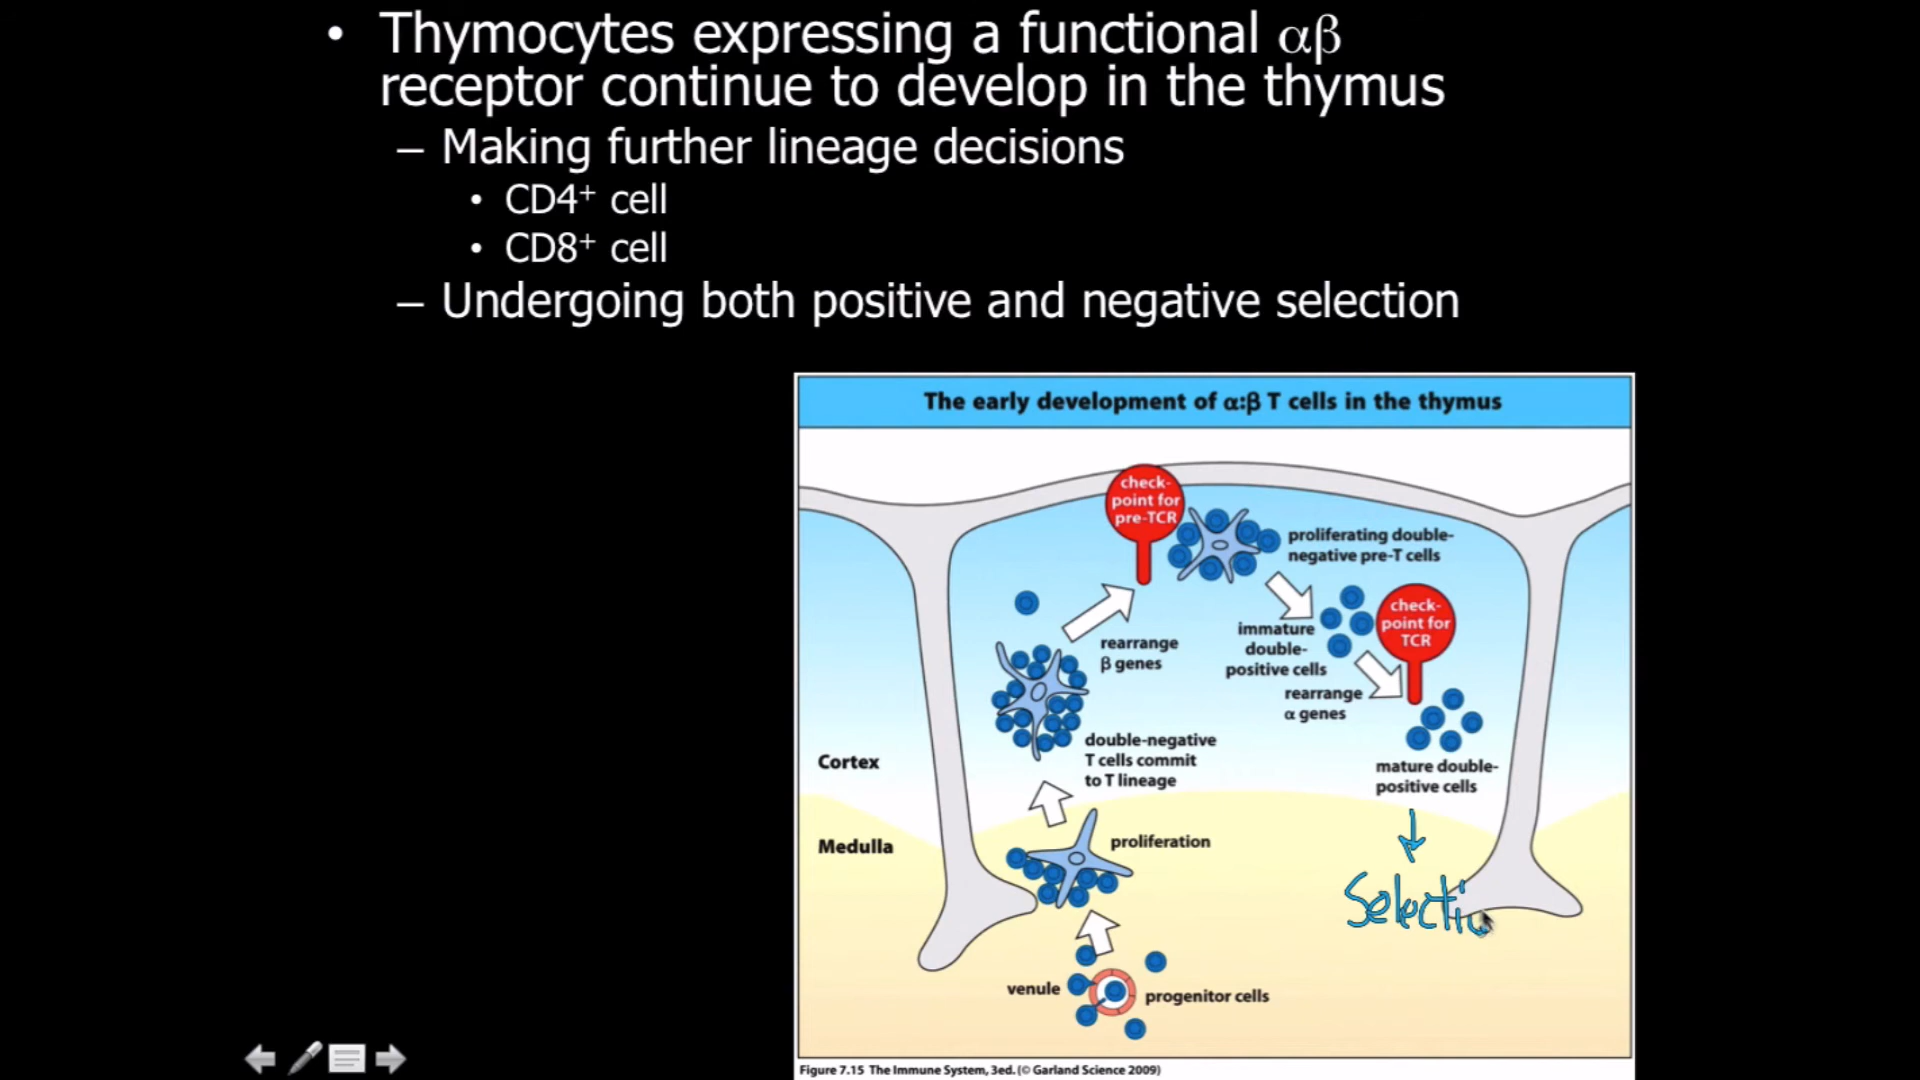 • Thymocytes expressing a functional αβ
receptor continue to develop in the thymus
– Making further lineage decisions
• CD4⁺ cell
• CD8⁺ cell
– Undergoing both positive and negative selection
The early development of α:β T cells in the thymus
check-
point for
pre-TCR
proliferating double-
negative pre-T cells
check-
point for
TCR
immature
double-
positive cells
rearrange
β genes
rearrange
α genes
double-negative
T cells commit
to T lineage
Cortex
mature double-
positive cells
Medulla
proliferation
Selectio
venule
progenitor cells
Figure 7.15 The Immune System, 3ed. (© Garland Science 2009)